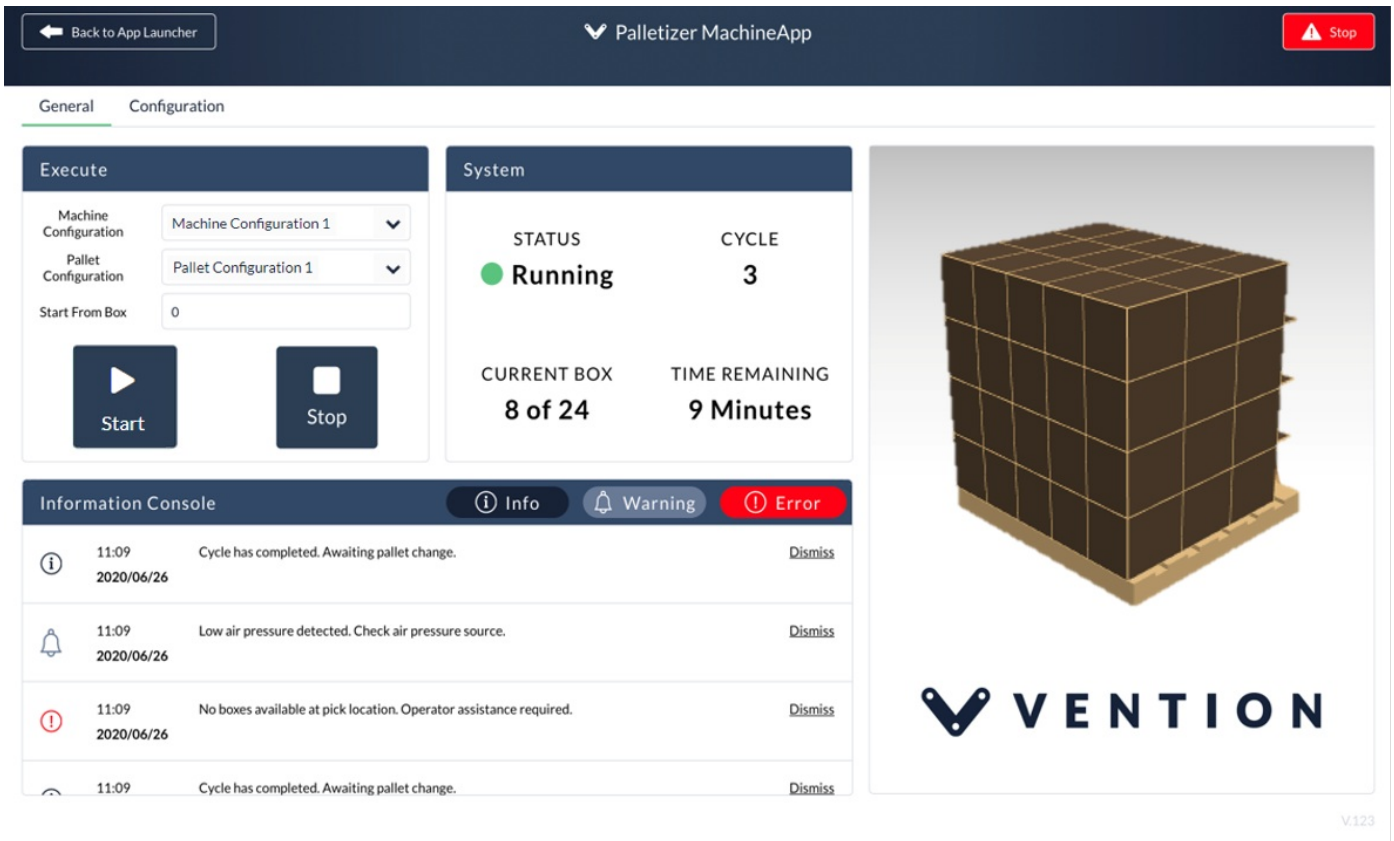 Back to App Launcher
Palletizer MachineApp
Stop
General
Configuration
Execute
Machine
Configuration
Machine Configuration 1
Pallet
Configuration
Pallet Configuration 1
Start From Box
0
Start
Stop
System
STATUS
Running
CYCLE
3
CURRENT BOX
8 of 24
TIME REMAINING
9 Minutes
Information Console
Info
Warning
Error
11:09
2020/06/26
Cycle has completed. Awaiting pallet change.
Dismiss
11:09
2020/06/26
Low air pressure detected. Check air pressure source.
Dismiss
11:09
2020/06/26
No boxes available at pick location. Operator assistance required.
Dismiss
11:09
Cycle has completed. Awaiting pallet change.
Dismiss
VENTION
V.123